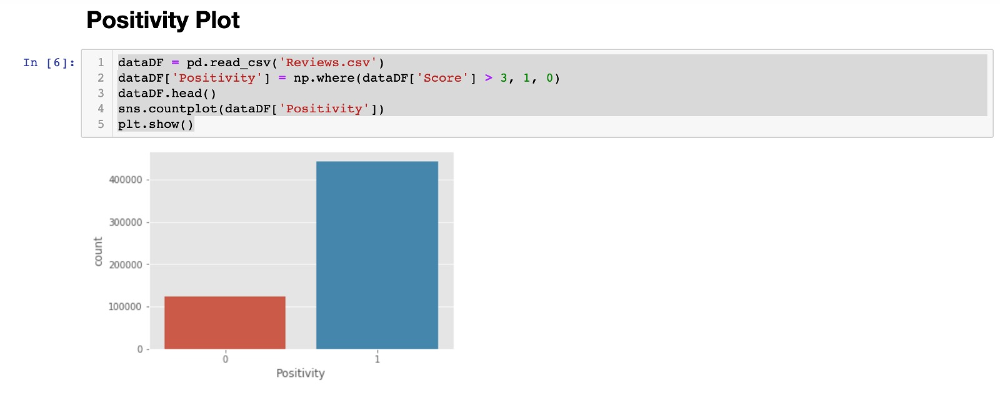 Positivity Plot
In [6]:
1 dataDF = pd.read_csv('Reviews.csv')
2 dataDF['Positivity'] = np.where(dataDF['Score'] > 3, 1, 0)
3 dataDF.head()
4 sns.countplot(dataDF['Positivity'])
5 plt.show()
400000
300000
200000
100000
0
count
0 1
Positivity